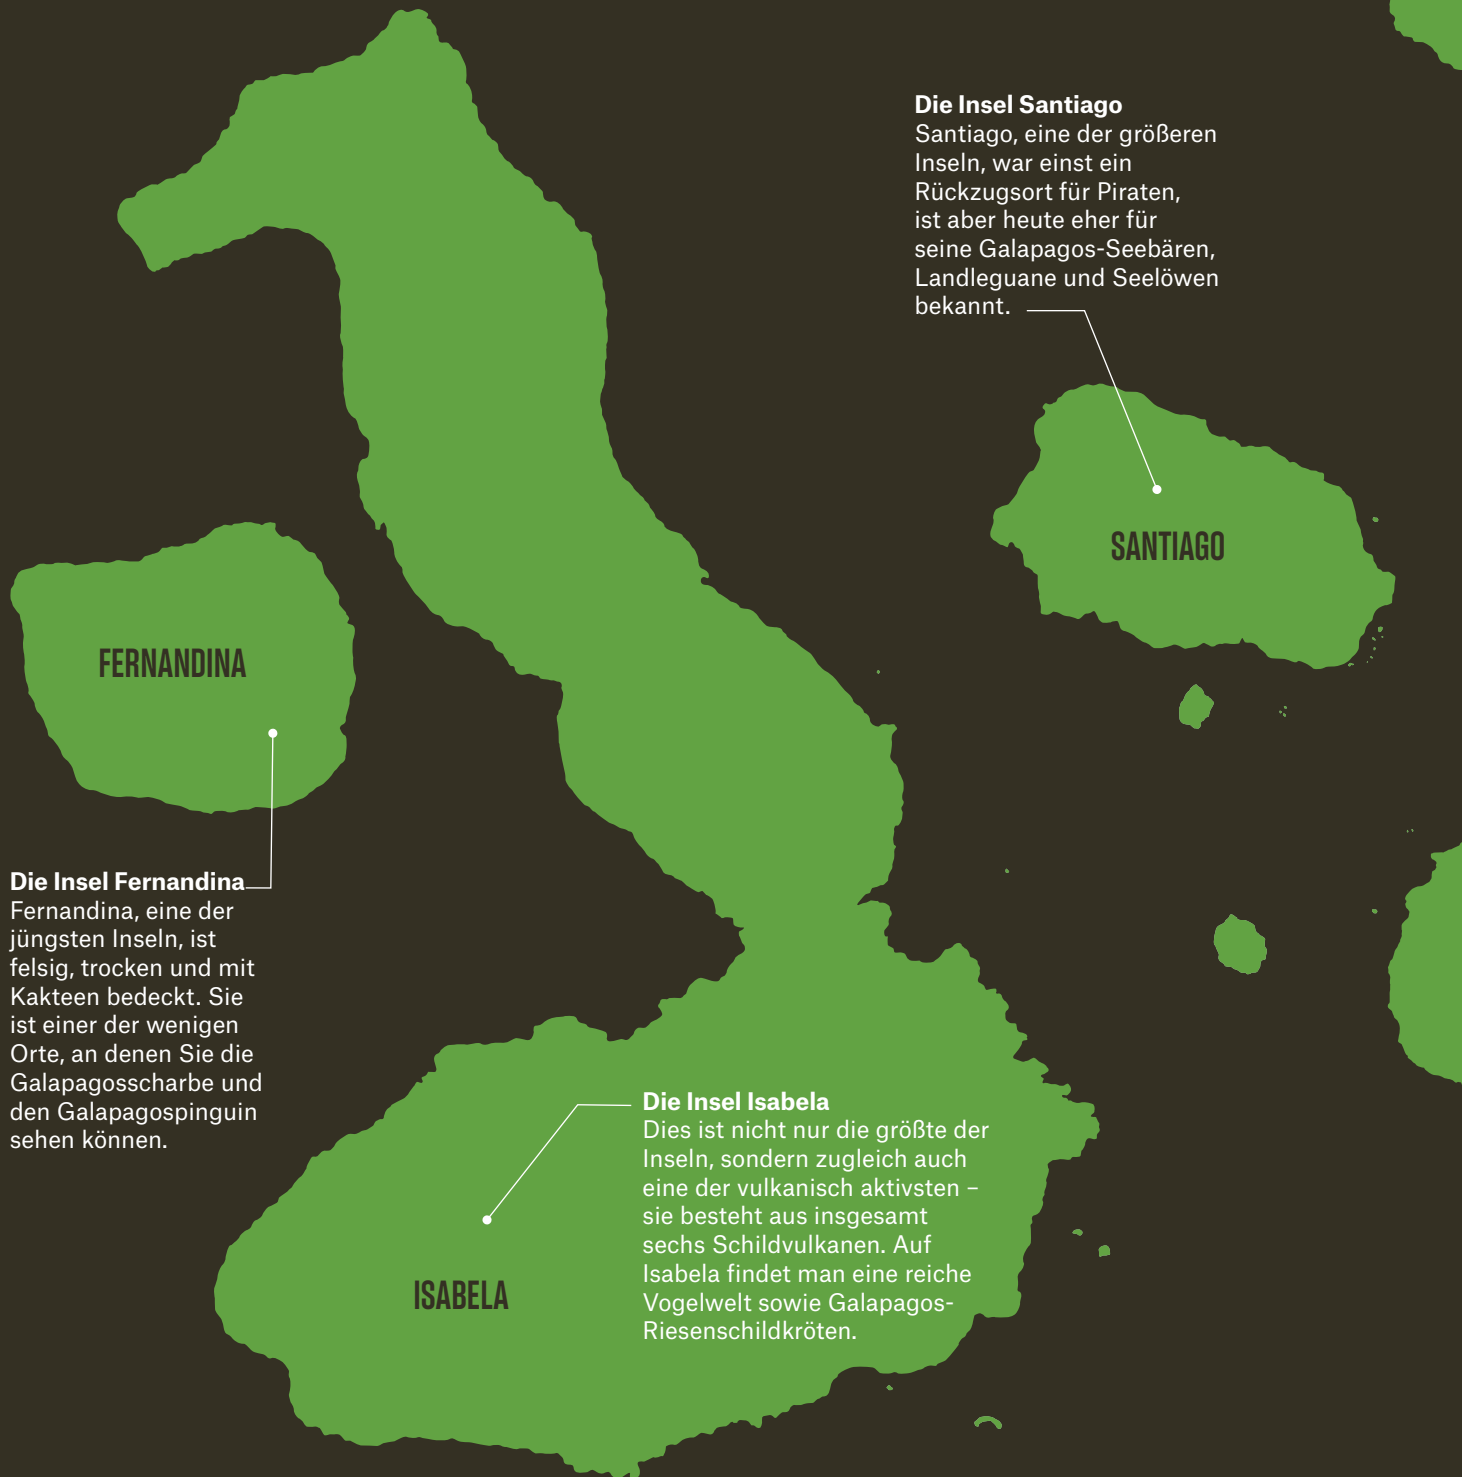 Die Insel Santiago
Santiago, eine der größeren
Inseln, war einst ein
Rückzugsort für Piraten,
ist aber heute eher für
seine Galapagos-Seebären,
Landleguane und Seelöwen
bekannt.
SANTIAGO
FERNANDINA
Die Insel Fernandina
Fernandina, eine der
jüngsten Inseln, ist
felsig, trocken und mit
Kakteen bedeckt. Sie
ist einer der wenigen
Orte, an denen Sie die
Galapagosscharbe und
den Galapagospinguin
sehen können.
Die Insel Isabela
Dies ist nicht nur die größte der
Inseln, sondern zugleich auch
eine der vulkanisch aktivsten –
sie besteht aus insgesamt
sechs Schildvulkanen. Auf
Isabela findet man eine reiche
Vogelwelt sowie Galapagos-
Riesenschildkröten.
ISABELA